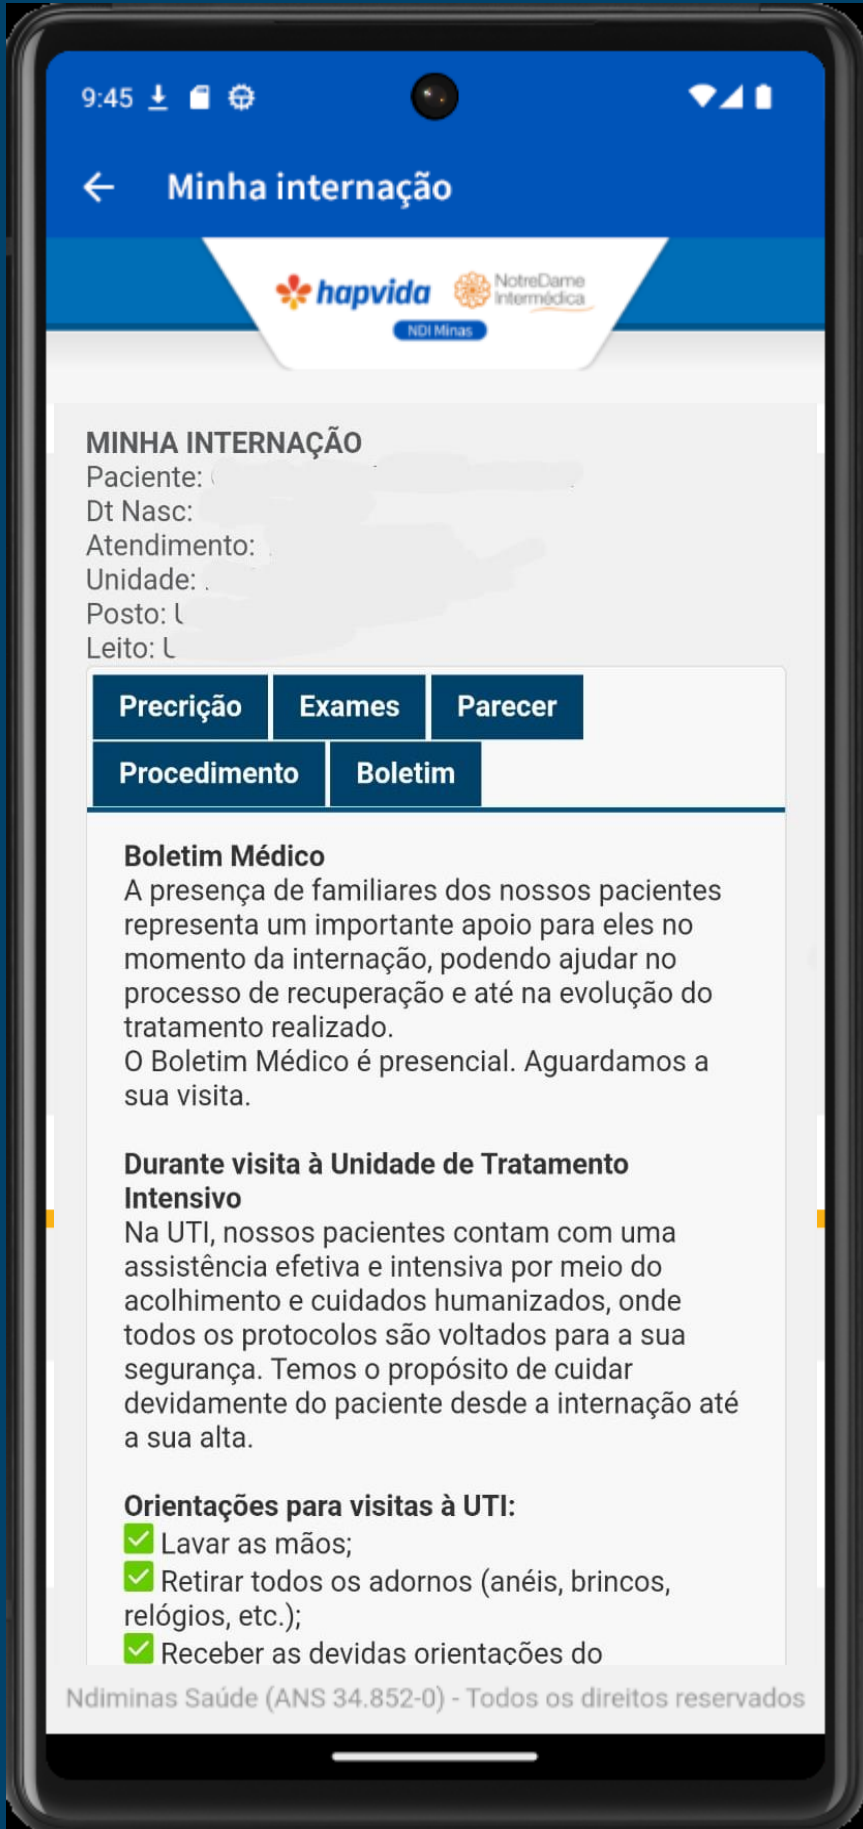 9:45
Minha internação
hapvida NotreDame
Intermédica
NDI Minas
MINHA INTERNAÇÃO
Paciente:
Dt Nasc:
Atendimento:
Unidade:
Posto:
Leito:
Precrição Exames Parecer
Procedimento Boletim
Boletim Médico
A presença de familiares dos nossos pacientes
representa um importante apoio para eles no
momento da internação, podendo ajudar no
processo de recuperação e até na evolução do
tratamento realizado.
O Boletim Médico é presencial. Aguardamos a
sua visita.
Durante visita à Unidade de Tratamento
Intensivo
Na UTI, nossos pacientes contam com uma
assistência efetiva e intensiva por meio do
acolhimento e cuidados humanizados, onde
todos os protocolos são voltados para a sua
segurança. Temos o propósito de cuidar
devidamente do paciente desde a internação até
a sua alta.
Orientações para visitas à UTI:
✅ Lavar as mãos;
✅ Retirar todos os adornos (anéis, brincos,
relógios, etc.);
✅ Receber as devidas orientações do
Ndiminas Saúde (ANS 34.852-0) - Todos os direitos reservados